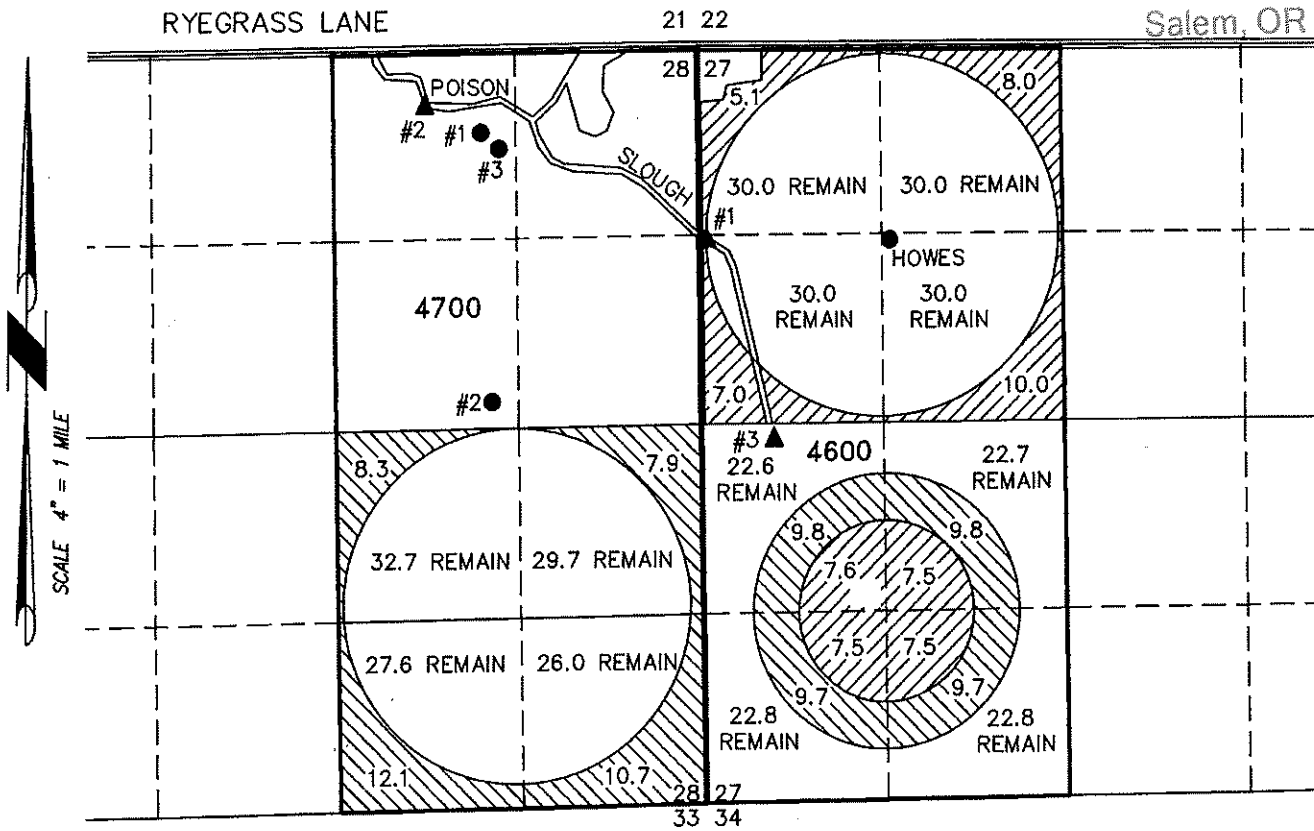 RYEGRASS LANE
21 22
Salem, OR
28 27
POISON
5.1
8.0
#2
#1
#3
SLOUGH
30.0 REMAIN
30.0 REMAIN
#1
HOWES
4700
30.0
REMAIN
30.0
REMAIN
7.0
10.0
#2
#3
4600
SCALE 4" = 1 MILE
8.3
7.9
22.6
REMAIN
22.7
REMAIN
9.8
9.8
32.7 REMAIN
29.7 REMAIN
7.6
7.5
27.6 REMAIN
26.0 REMAIN
7.5
7.5
9.7
9.7
22.8
REMAIN
22.8
REMAIN
12.1
10.7
28 27
33 34